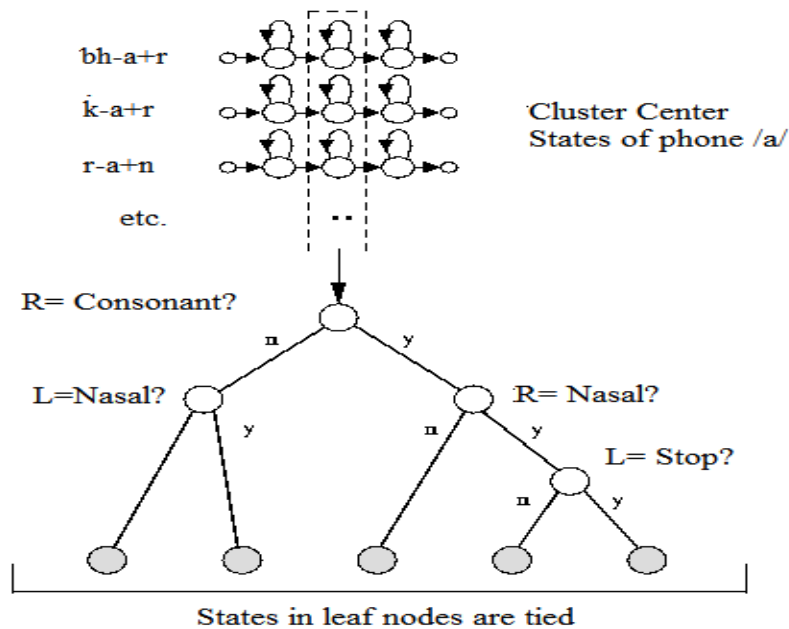 bh-a+r
k-a+r
r-a+n
etc.
Cluster Center
States of phone /a/
R= Consonant?
n
y
L=Nasal?
y
R= Nasal?
n
y
L= Stop?
n
y
States in leaf nodes are tied